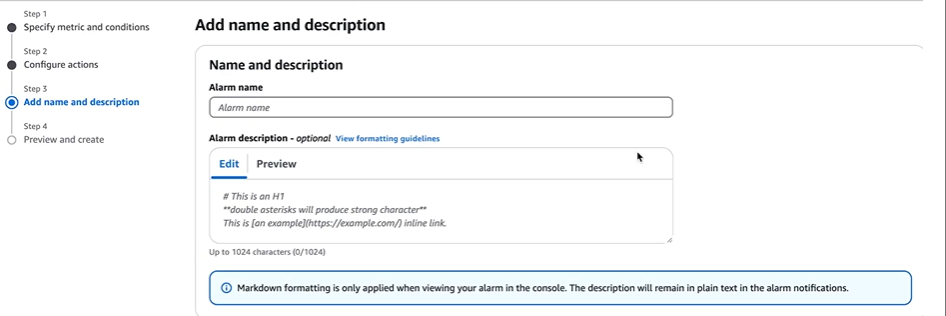 Step 1
Specify metric and conditions
Step 2
Configure actions
Step 3
Add name and description
Step 4
Preview and create
Add name and description
Name and description
Alarm name
Alarm name
Alarm description - optional View formatting guidelines
Edit Preview
# This is an H1
**double asterisks will produce strong character**
This is [an example](https://example.com/) inline link.
Up to 1024 characters (0/1024)
Markdown formatting is only applied when viewing your alarm in the console. The description will remain in plain text in the alarm notifications.